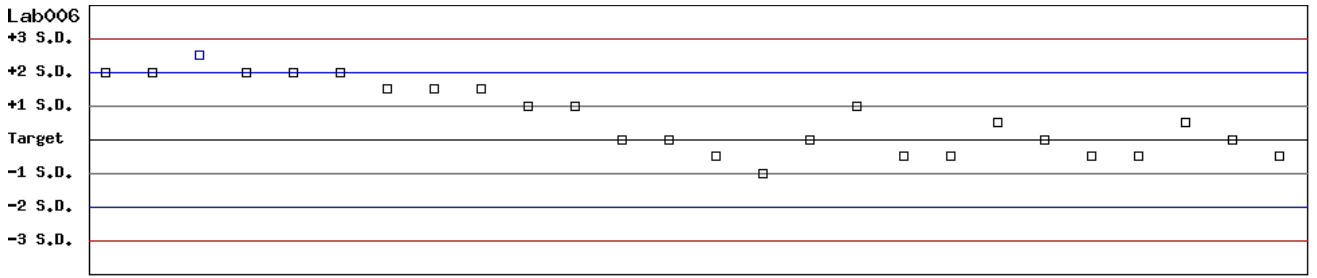 Lab006
+3 S.D.
+2 S.D.
+1 S.D.
Target
-1 S.D.
-2 S.D.
-3 S.D.